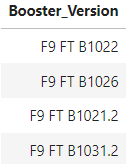 Booster_Version
F9 FT B1022
F9 FT B1026
F9 FT B1021.2
F9 FT B1031.2